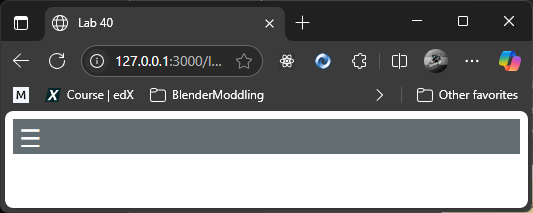 Lab 40
127.0.0.1:3000/l...
M
X Course | edX
BlenderModdling
Other favorites